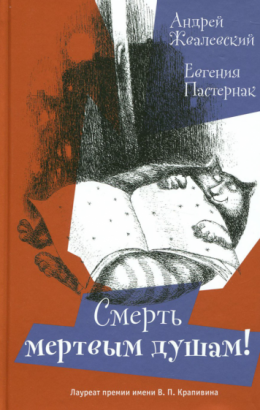 Андрей
Жвалевский
Евгения
Пастернак
Смерть
мертвым душам!
Лауреат премии имени В. П. Крапивина